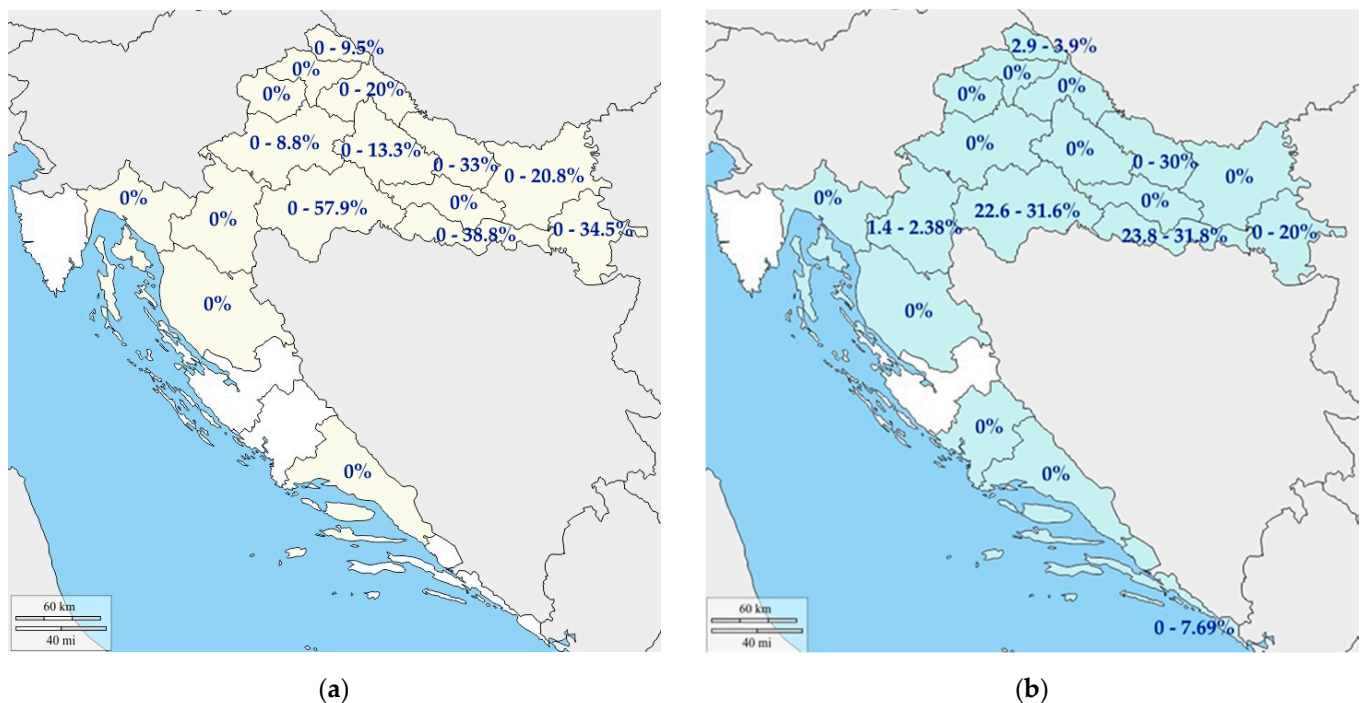 0 - 9.5%
0%
0%
0 - 20%
0 - 8.8%
0 - 13.3%
0 - 33%
0 - 20.8%
0%
0%
0 - 57.9%
0%
0 - 38.8%
0 - 34.5%
0%
0%
60 km
40 mi
(a)
2.9 - 3.9%
0%
0%
0%
0%
0%
0 - 30%
0%
0%
1.4 - 2.38%
22.6 - 31.6%
0%
23.8 - 31.8%
0 - 20%
0%
0%
0%
60 km
40 mi
0 - 7.69%
(b)